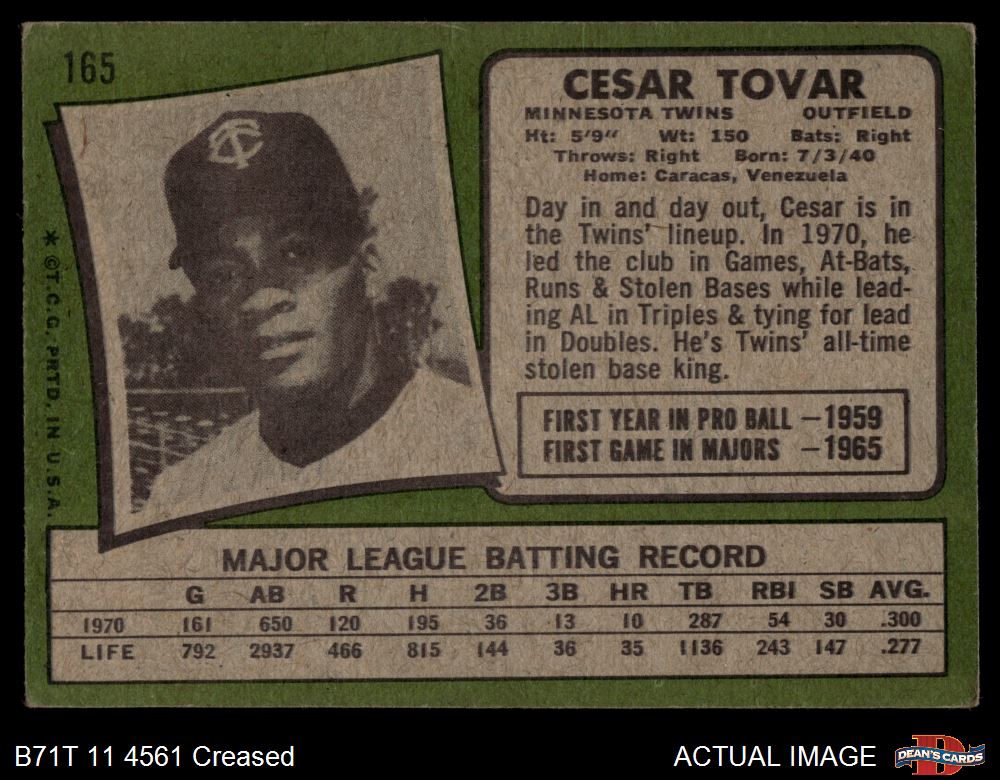 165
CESAR TOVAR
MINNESOTA TWINS OUTFIELD
Ht: 5'9" Wt: 150 Bats: Right
Throws: Right Born: 7/3/40
Home: Caracas, Venezuela
Day in and day out, Cesar is in
the Twins' lineup. In 1970, he
led the club in Games, At-Bats,
Runs & Stolen Bases while lead-
ing AL in Triples & tying for lead
in Doubles. He's Twins' all-time
stolen base king.
FIRST YEAR IN PRO BALL —1959
FIRST GAME IN MAJORS —1965
TC
* ©T.C.G. PRTD. IN U.S.A.
MAJOR LEAGUE BATTING RECORD
G AB R H 2B 3B HR TB RBI SB AVG.
1970 161 650 120 195 36 13 10 287 54 30 .300
LIFE 792 2937 466 815 144 36 35 1136 243 147 .277
B71T 11 4561 Creased
ACTUAL IMAGE
D
DEAN'S CARDS